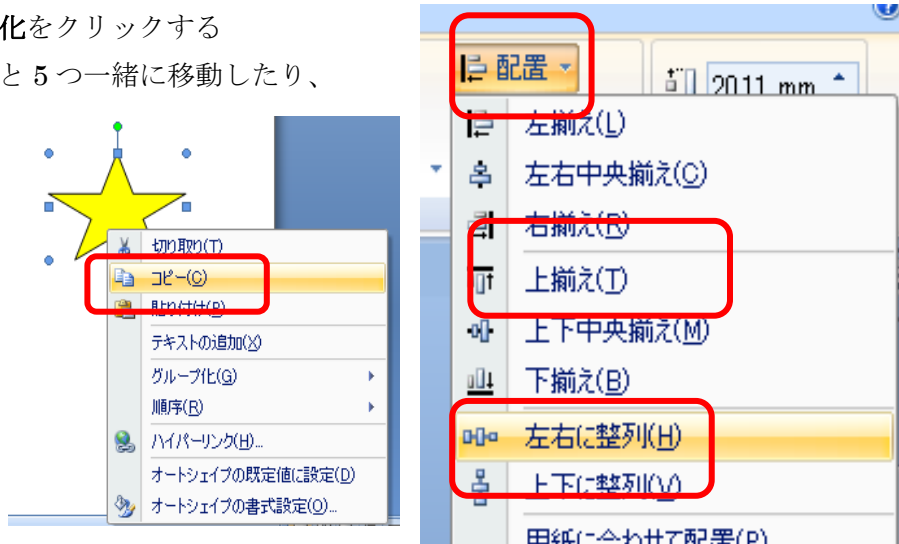 化をクリックする
と 5 つ一緒に移動したり、
切り取り(T)
コピー(C)
貼り付け(P)
テキストの追加(X)
グループ化(G)
順序(R)
ハイパーリンク(H)...
オートシェイプの既定値に設定(D)
オートシェイプの書式設定(O)...
配置
20.11 mm
左揃え(L)
左右中央揃え(C)
右揃え(R)
上揃え(T)
上下中央揃え(M)
下揃え(B)
左右に整列(H)
上下に整列(V)
用紙に合わせて配置(P)